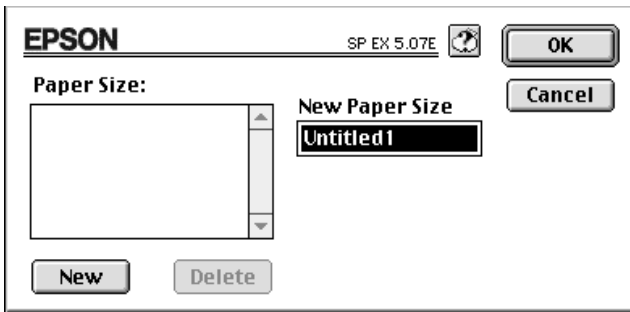 EPSON
SP EX 5.07E
OK
Paper Size:
New Paper Size
Cancel
Untitled1
New
Delete